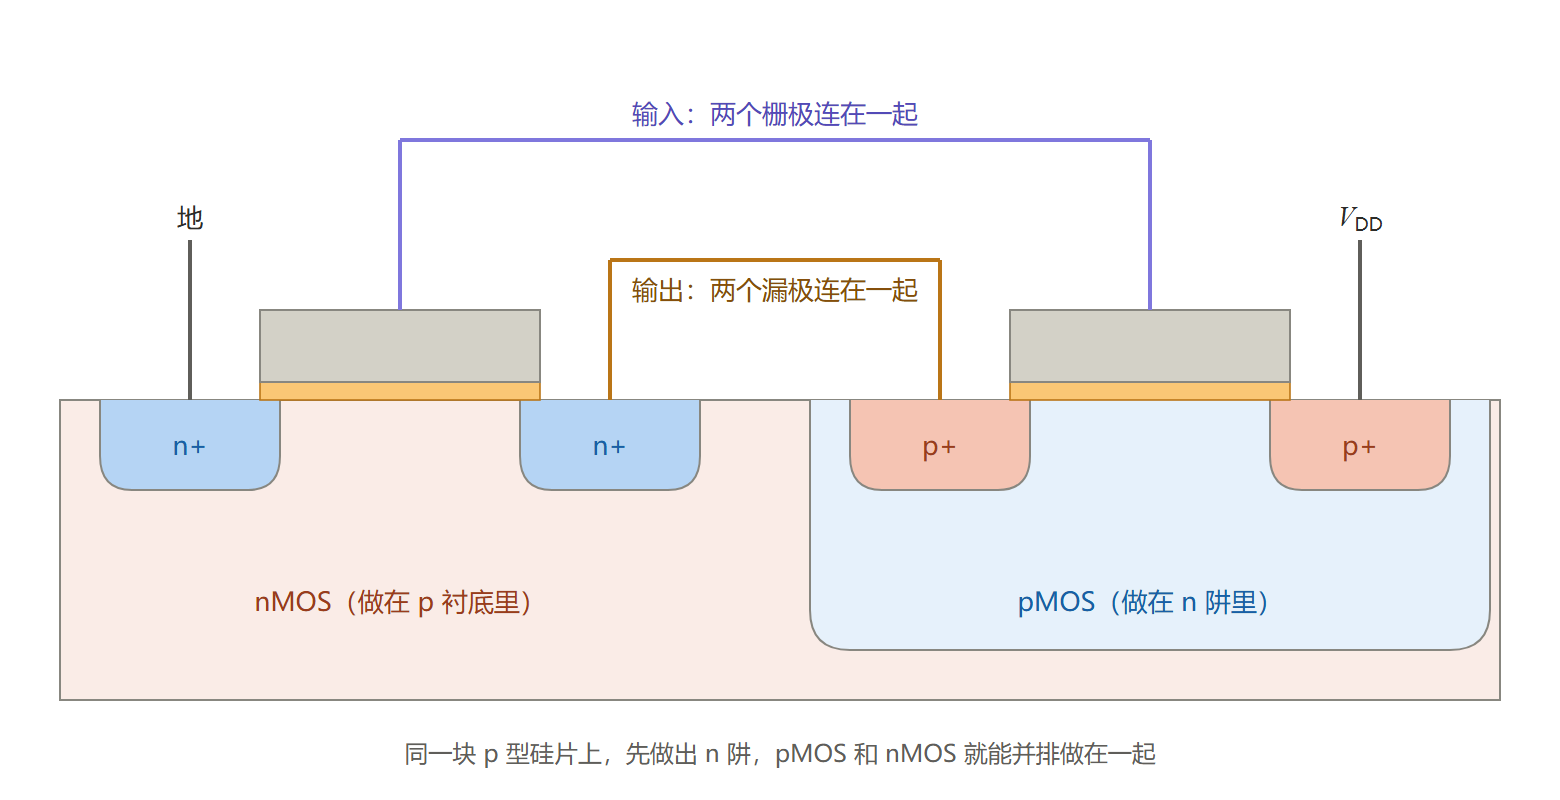 输入：两个栅极连在一起
地
VDD
输出：两个漏极连在一起
n+
n+
p+
p+
nMOS（做在 p 衬底里）
pMOS（做在 n 阱里）
同一块 p 型硅片上，先做出 n 阱，pMOS 和 nMOS 就能并排做在一起